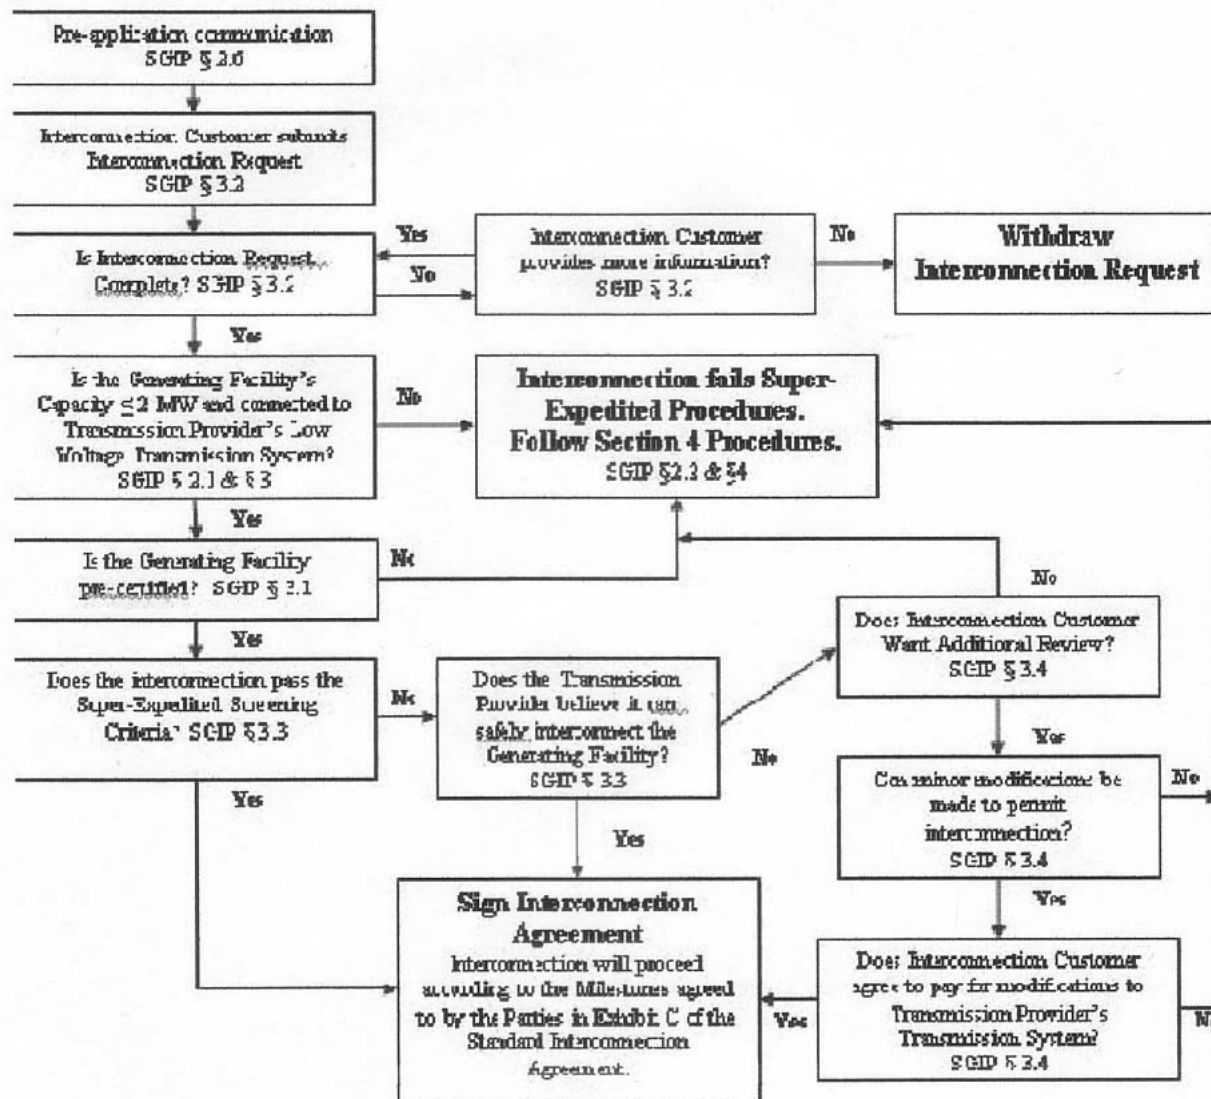 Pre-application communication
SGIP § 2.6
Interconnection Customer submits
Interconnection Request
SGIP § 3.2
Is Interconnection Request
Complete? SGIP § 3.2
Yes
No
Interconnection Customer
provides more information?
SGIP § 3.2
No
Withdraw
Interconnection Request
Yes
Is the Generating Facility's
Capacity ≤2 MW and connected to
Transmission Provider's Low
Voltage Transmission System?
SGIP § 2.1 & § 3
No
Interconnection fails Super-
Expedited Procedures.
Follow Section 4 Procedures.
SGIP §2.2 & §4
Yes
Is the Generating Facility
pre-certified? SGIP § 3.1
No
No
Does Interconnection Customer
Want Additional Review?
SGIP § 3.4
Yes
Does the interconnection pass the
Super-Expedited Screening
Criteria? SGIP §3.3
No
Does the Transmission
Provider believe it can
safely interconnect the
Generating Facility?
SGIP § 3.3
No
Yes
Can minor modifications be
made to permit
interconnection?
SGIP § 3.4
No
Yes
Yes
Yes
Sign Interconnection
Agreement
Interconnection will proceed
according to the Milestones agreed
to by the Parties in Exhibit C of the
Standard Interconnection
Agreement.
Yes
Does Interconnection Customer
agree to pay for modifications to
Transmission Provider's
Transmission System?
SGIP § 3.4
No